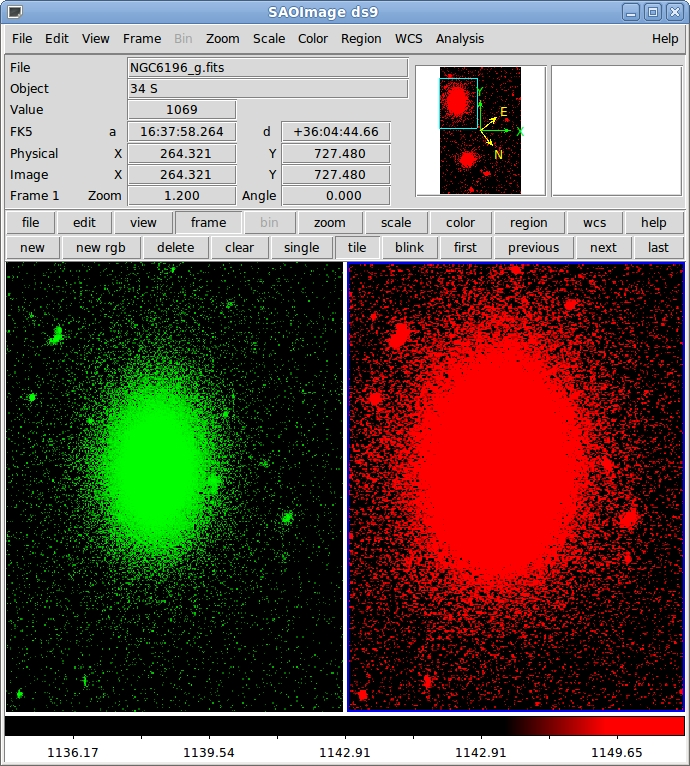 SAOImage ds9
File Edit View Frame Bin Zoom Scale Color Region WCS Analysis Help
File NGC6196_g.fits
Object 34 S
Value 1069
FK5 a 16:37:58.264 d +36:04:44.66
Physical X 264.321 Y 727.480
Image X 264.321 Y 727.480
Frame 1 Zoom 1.200 Angle 0.000
Y
E
X
N
file edit view frame bin zoom scale color region wcs help
new new rgb delete clear single tile blink first previous next last
1136.17 1139.54 1142.91 1142.91 1149.65